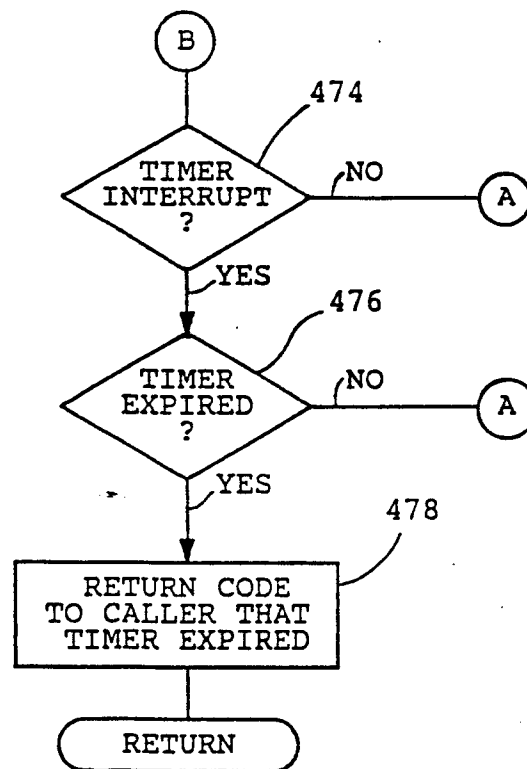 B
474
TIMER
INTERRUPT
?
NO
A
YES
476
TIMER
EXPIRED
?
NO
A
YES
478
RETURN CODE
TO CALLER THAT
TIMER EXPIRED
RETURN